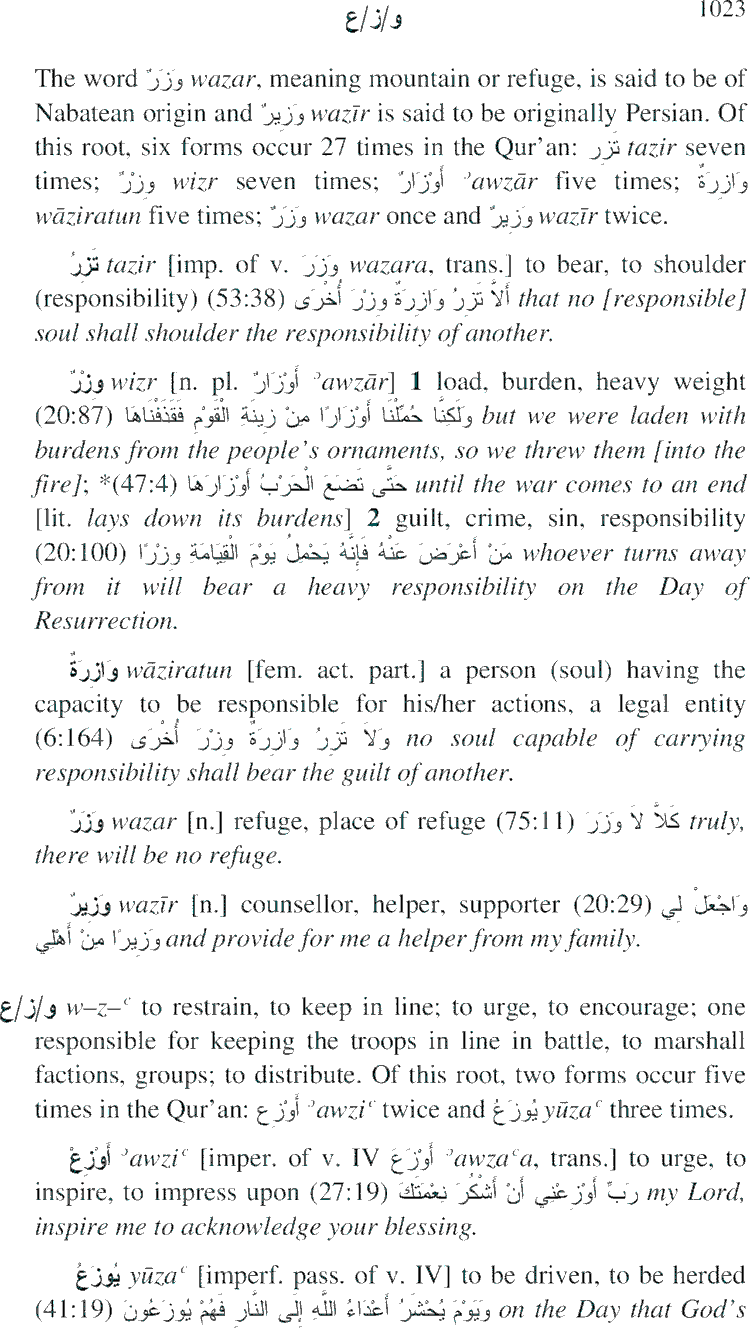 و/ز/ع 1023
The word وَزَرٌ wazar, meaning mountain or refuge, is said to be of
Nabatean origin and وَزِيرٌ wazīr is said to be originally Persian. Of
this root, six forms occur 27 times in the Qur'an: تَزِر tazir seven
times; وِزْرٌ wizr seven times; أَوْزَارٌ ʾawzār five times; وَازِرَةٌ
wāziratun five times; وَزَرٌ wazar once and وَزِيرٌ wazīr twice.
تَزِرُ tazir [imp. of v. وَزَرَ wazara, trans.] to bear, to shoulder
(responsibility) (53:38) أَلاَّ تَزِرُ وَازِرَةٌ وِزْرَ أُخْرَى that no [responsible]
soul shall shoulder the responsibility of another.
وِزْرٌ wizr [n. pl. أَوْزَارٌ ʾawzār] 1 load, burden, heavy weight
(20:87) وَلَكِنَّا حُمِّلْنَا أَوْزَارًا مِنْ زِينَةِ الْقَوْمِ فَقَذَفْنَاهَا but we were laden with
burdens from the people's ornaments, so we threw them [into the
fire]; *(47:4) حَتَّى تَضَعَ الْحَرْبُ أَوْزَارَهَا until the war comes to an end
[lit. lays down its burdens] 2 guilt, crime, sin, responsibility
(20:100) مَنْ أَعْرَضَ عَنْهُ فَإِنَّهُ يَحْمِلُ يَوْمَ الْقِيَامَةِ وِزْرًا whoever turns away
from it will bear a heavy responsibility on the Day of
Resurrection.
وَازِرَةٌ wāziratun [fem. act. part.] a person (soul) having the
capacity to be responsible for his/her actions, a legal entity
(6:164) وَلاَ تَزِرُ وَازِرَةٌ وِزْرَ أُخْرَى no soul capable of carrying
responsibility shall bear the guilt of another.
وَزَرٌ wazar [n.] refuge, place of refuge (75:11) كَلاَّ لاَ وَزَرَ truly,
there will be no refuge.
وَزِيرٌ wazīr [n.] counsellor, helper, supporter (20:29) وَاجْعَلْ لِي
وَزِيرًا مِنْ أَهْلِي and provide for me a helper from my family.
و/ز/ع w–z–ʿ to restrain, to keep in line; to urge, to encourage; one
responsible for keeping the troops in line in battle, to marshall
factions, groups; to distribute. Of this root, two forms occur five
times in the Qur'an: أَوْزِع ʾawziʿ twice and يُوزَعُ yūzaʿ three times.
أَوْزِعْ ʾawziʿ [imper. of v. IV أَوْزَعَ ʾawzaʿa, trans.] to urge, to
inspire, to impress upon (27:19) رَبِّ أَوْزِعْنِي أَنْ أَشْكُرَ نِعْمَتَكَ my Lord,
inspire me to acknowledge your blessing.
يُوزَعُ yūzaʿ [imperf. pass. of v. IV] to be driven, to be herded
(41:19) وَيَوْمَ يُحْشَرُ أَعْدَاءُ اللَّهِ إِلَى النَّارِ فَهُمْ يُوزَعُونَ on the Day that God's